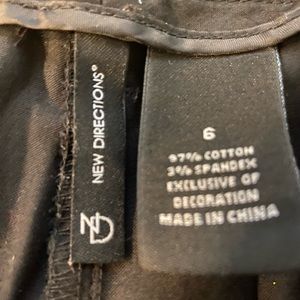 NEW DIRECTIONS®
ND
6
97% COTTON
3% SPANDEX
EXCLUSIVE OF
DECORATION
MADE IN CHINA